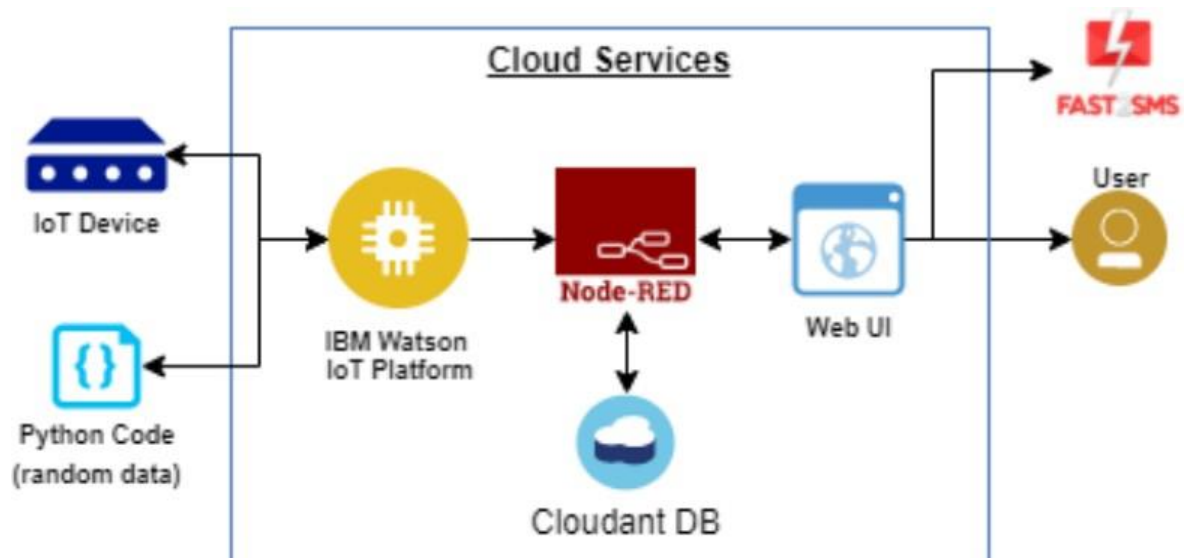 Cloud Services
FAST2SMS
IoT Device
User
Node-RED
IBM Watson
IoT Platform
Web UI
Python Code
(random data)
Cloudant DB